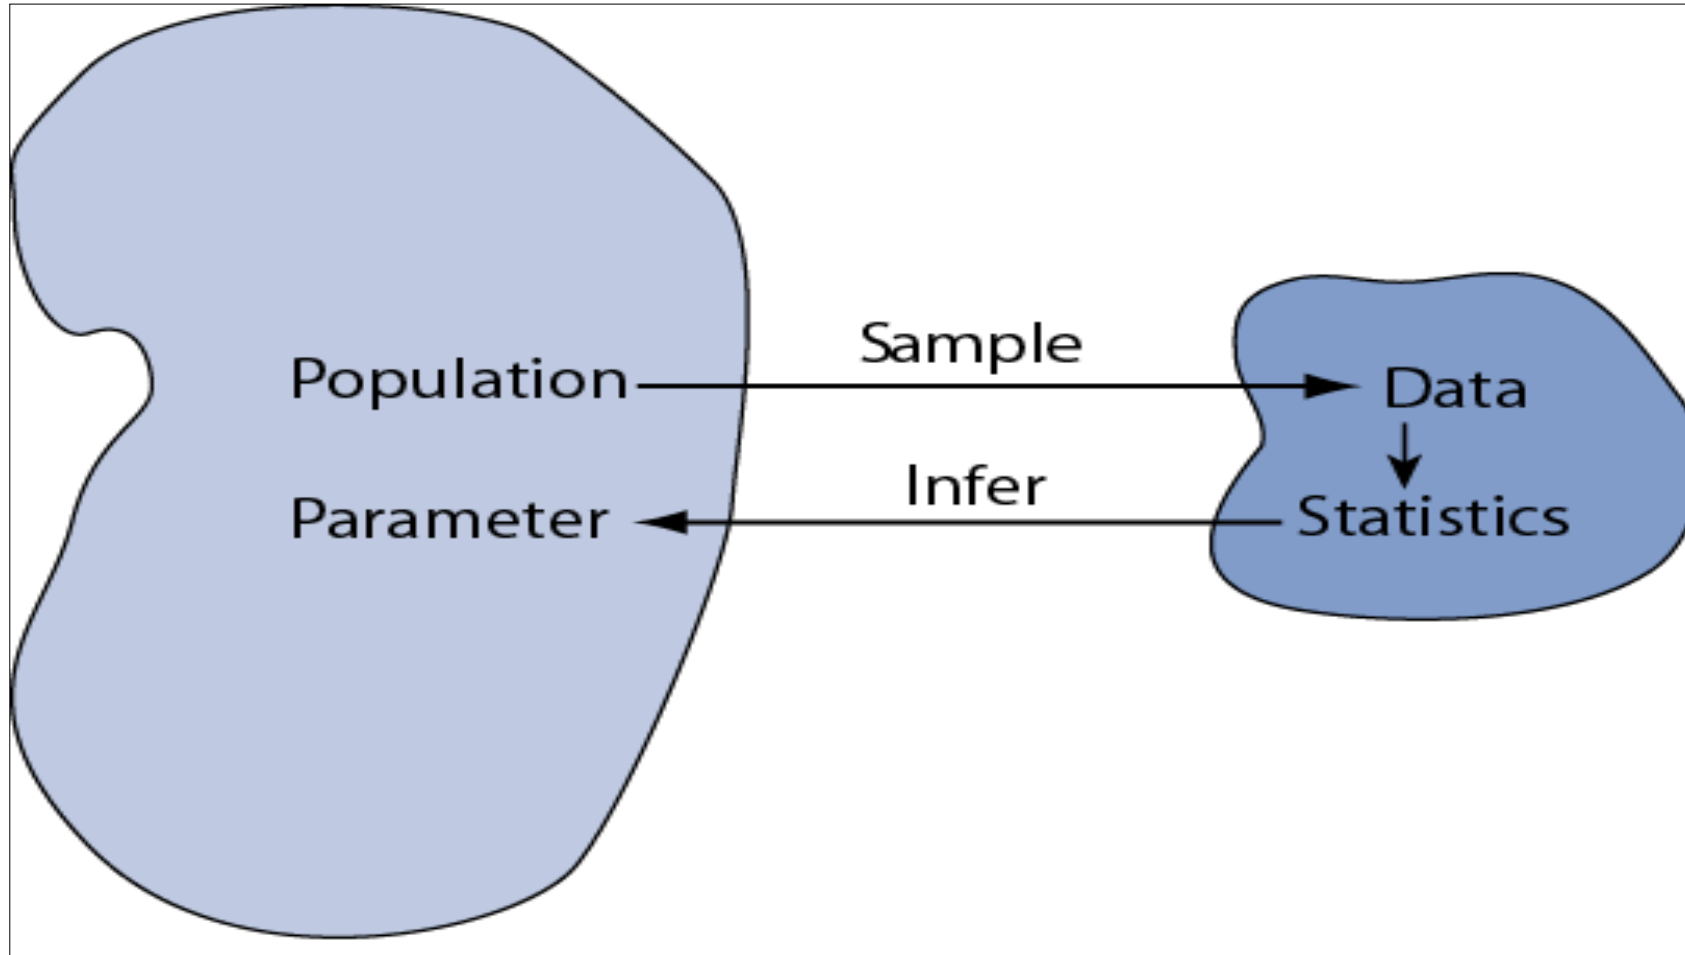 Sample
Population
Data
Infer
Parameter
Statistics